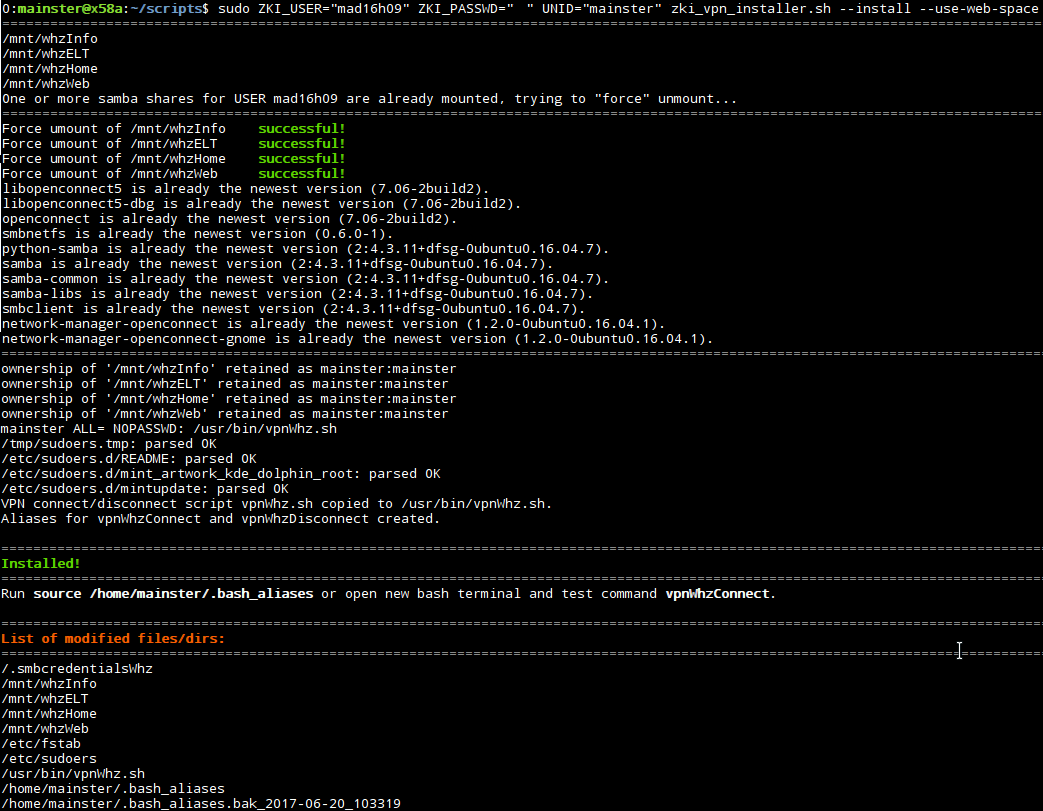 0:mainster@x58a:~/scripts$ sudo ZKI_USER="mad16h09" ZKI_PASSWD=" " UNID="mainster" zki_vpn_installer.sh --install --use-web-space
================================================================================
/mnt/whzInfo
/mnt/whzELT
/mnt/whzHome
/mnt/whzWeb
One or more samba shares for USER mad16h09 are already mounted, trying to "force" unmount...
================================================================================
Force umount of /mnt/whzInfo    successful!
Force umount of /mnt/whzELT     successful!
Force umount of /mnt/whzHome    successful!
Force umount of /mnt/whzWeb     successful!
libopenconnect5 is already the newest version (7.06-2build2).
libopenconnect5-dbg is already the newest version (7.06-2build2).
openconnect is already the newest version (7.06-2build2).
smbnetfs is already the newest version (0.6.0-1).
python-samba is already the newest version (2:4.3.11+dfsg-0ubuntu0.16.04.7).
samba is already the newest version (2:4.3.11+dfsg-0ubuntu0.16.04.7).
samba-common is already the newest version (2:4.3.11+dfsg-0ubuntu0.16.04.7).
samba-libs is already the newest version (2:4.3.11+dfsg-0ubuntu0.16.04.7).
smbclient is already the newest version (2:4.3.11+dfsg-0ubuntu0.16.04.7).
network-manager-openconnect is already the newest version (1.2.0-0ubuntu0.16.04.1).
network-manager-openconnect-gnome is already the newest version (1.2.0-0ubuntu0.16.04.1).
================================================================================
ownership of '/mnt/whzInfo' retained as mainster:mainster
ownership of '/mnt/whzELT' retained as mainster:mainster
ownership of '/mnt/whzHome' retained as mainster:mainster
ownership of '/mnt/whzWeb' retained as mainster:mainster
mainster ALL= NOPASSWD: /usr/bin/vpnWhz.sh
/tmp/sudoers.tmp: parsed OK
/etc/sudoers.d/README: parsed OK
/etc/sudoers.d/mint_artwork_kde_dolphin_root: parsed OK
/etc/sudoers.d/mintupdate: parsed OK
VPN connect/disconnect script vpnWhz.sh copied to /usr/bin/vpnWhz.sh.
Aliases for vpnWhzConnect and vpnWhzDisconnect created.
================================================================================
Installed!
================================================================================
Run source /home/mainster/.bash_aliases or open new bash terminal and test command vpnWhzConnect.
================================================================================
List of modified files/dirs:
================================================================================
/.smbcredentialsWhz
/mnt/whzInfo
/mnt/whzELT
/mnt/whzHome
/mnt/whzWeb
/etc/fstab
/etc/sudoers
/usr/bin/vpnWhz.sh
/home/mainster/.bash_aliases
/home/mainster/.bash_aliases.bak_2017-06-20_103319